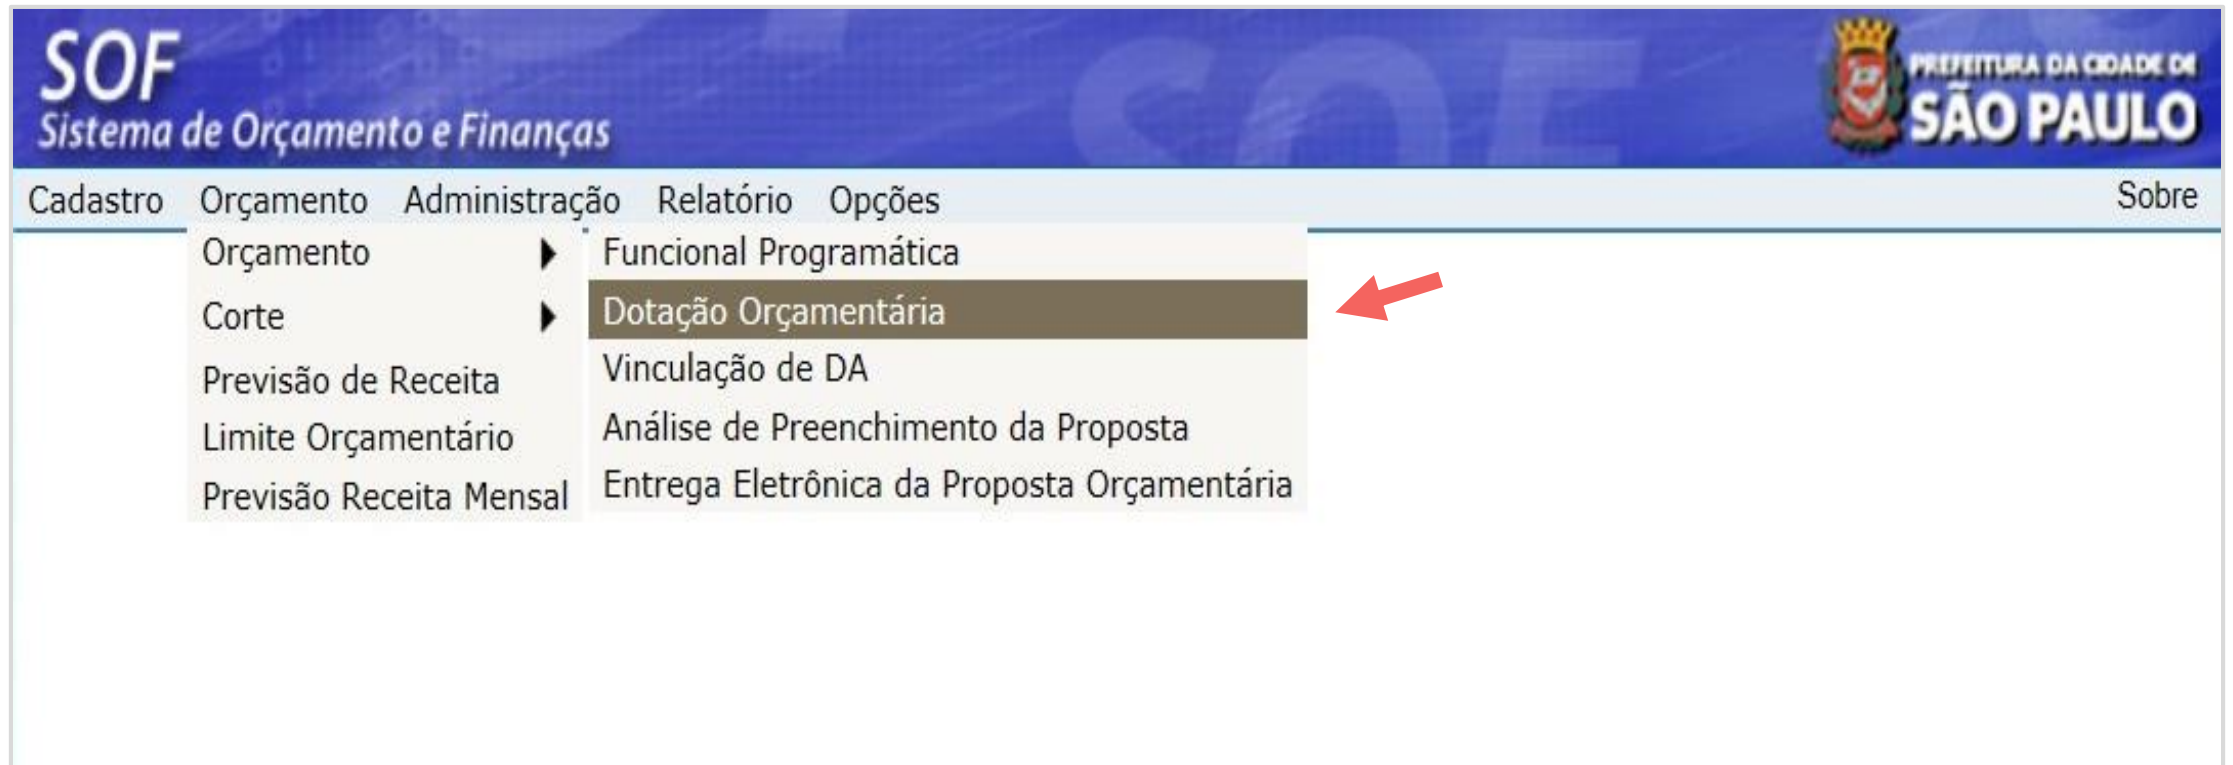 SOF
Sistema de Orçamento e Finanças
SOF
PREFEITURA DA CIDADE DE
SÃO PAULO
Cadastro Orçamento Administração Relatório Opções Sobre
Orçamento
Corte
Previsão de Receita
Limite Orçamentário
Previsão Receita Mensal
Funcional Programática
Dotação Orçamentária
Vinculação de DA
Análise de Preenchimento da Proposta
Entrega Eletrônica da Proposta Orçamentária